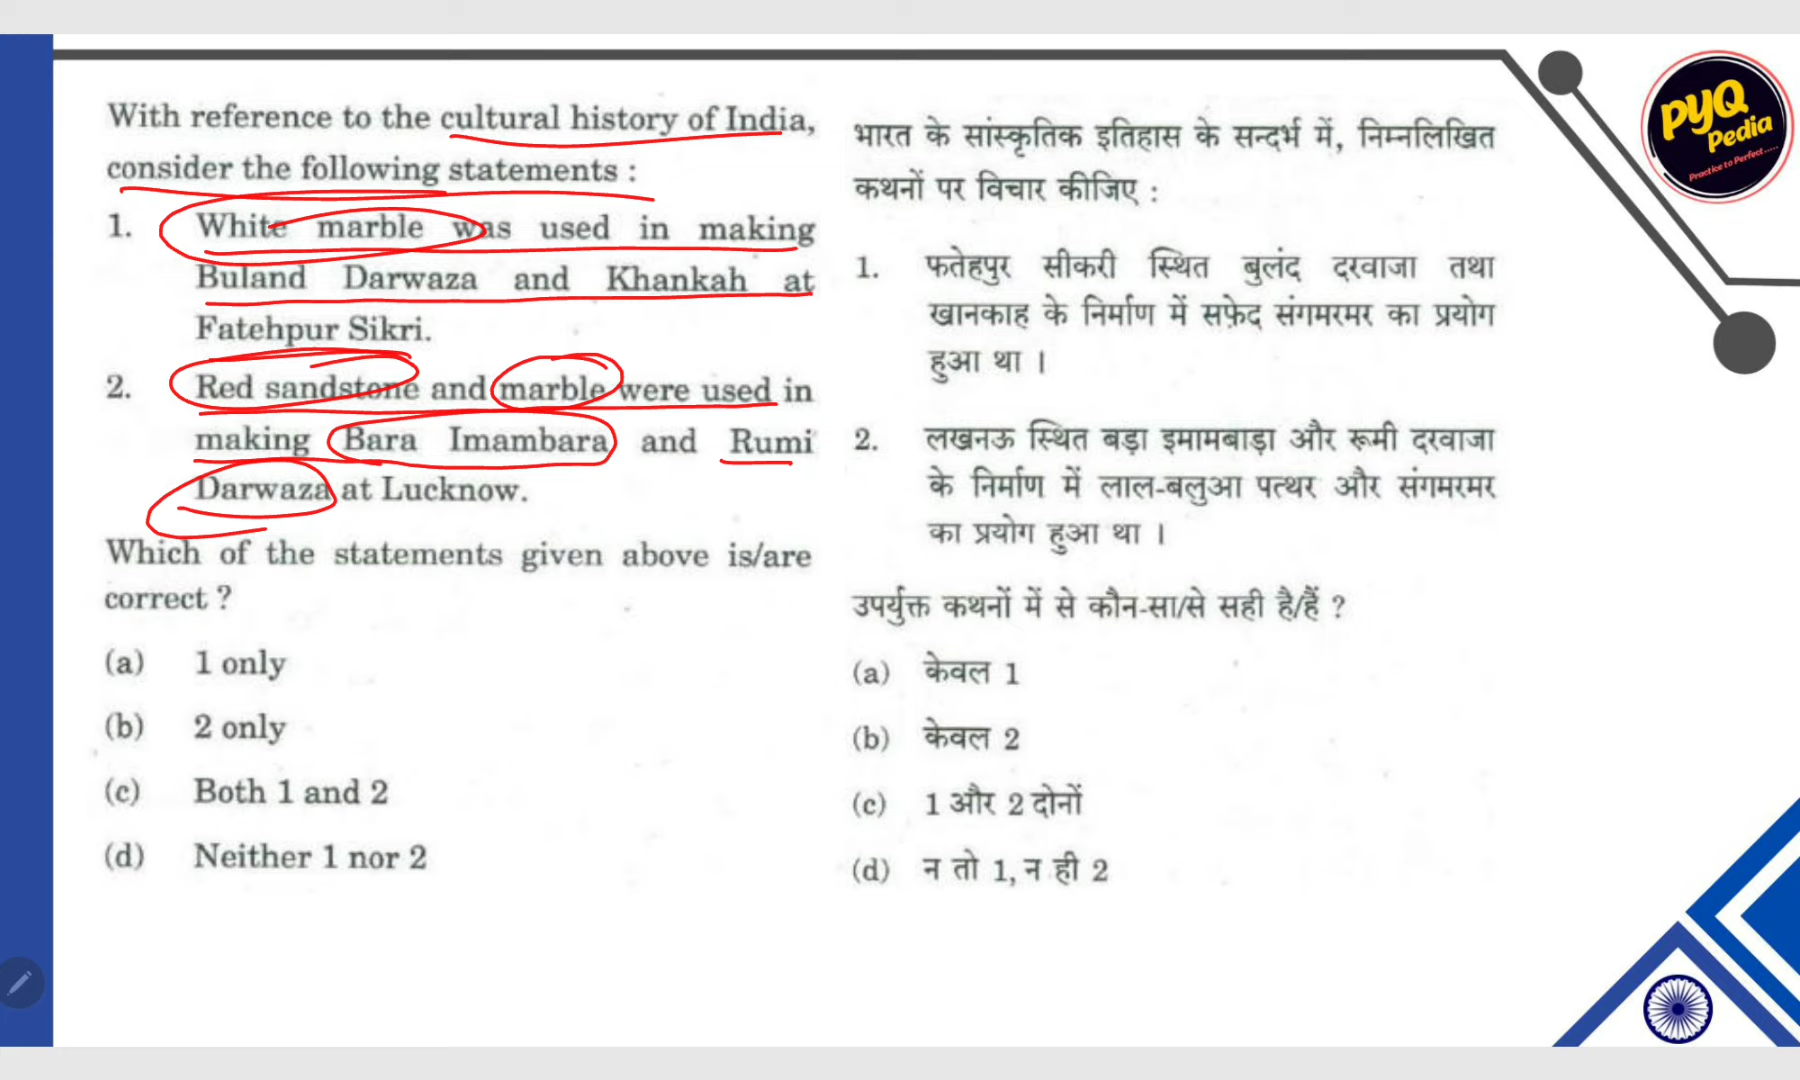 With reference to the cultural history of India,
consider the following statements :
1. White marble was used in making
Buland Darwaza and Khankah at
Fatehpur Sikri.
2. Red sandstone and marble were used in
making Bara Imambara and Rumi
Darwaza at Lucknow.
Which of the statements given above is/are
correct ?
(a) 1 only
(b) 2 only
(c) Both 1 and 2
(d) Neither 1 nor 2
भारत के सांस्कृतिक इतिहास के सन्दर्भ में, निम्नलिखित
कथनों पर विचार कीजिए :
1. फतेहपुर सीकरी स्थित बुलंद दरवाजा तथा
खानकाह के निर्माण में सफ़ेद संगमरमर का प्रयोग
हुआ था ।
2. लखनऊ स्थित बड़ा इमामबाड़ा और रूमी दरवाजा
के निर्माण में लाल-बलुआ पत्थर और संगमरमर
का प्रयोग हुआ था ।
उपर्युक्त कथनों में से कौन-सा/से सही है/हैं ?
(a) केवल 1
(b) केवल 2
(c) 1 और 2 दोनों
(d) न तो 1, न ही 2
PYQ
Pedia
Practice to Perfect.....